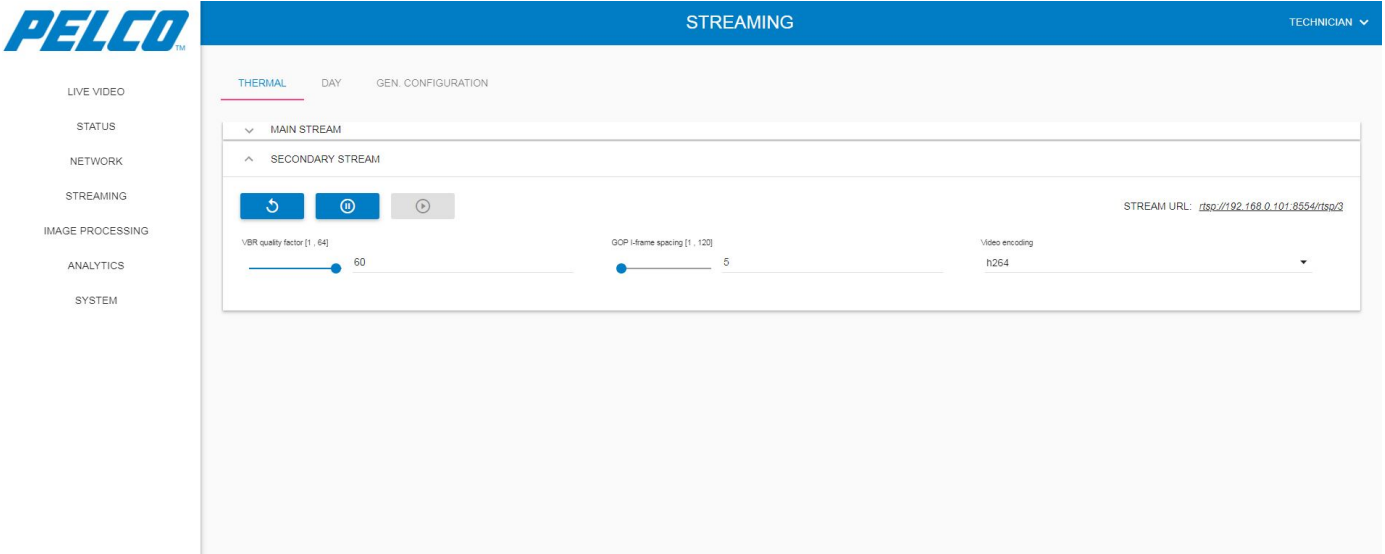 PELCO TM
STREAMING
TECHNICIAN
LIVE VIDEO
STATUS
NETWORK
STREAMING
IMAGE PROCESSING
ANALYTICS
SYSTEM
THERMAL DAY GEN. CONFIGURATION
MAIN STREAM
SECONDARY STREAM
STREAM URL: rtsp://192.168.0.101:8554/rtsp/3
VBR quality factor [1 , 64] GOP I-frame spacing [1 , 120] Video encoding
60 5 h264